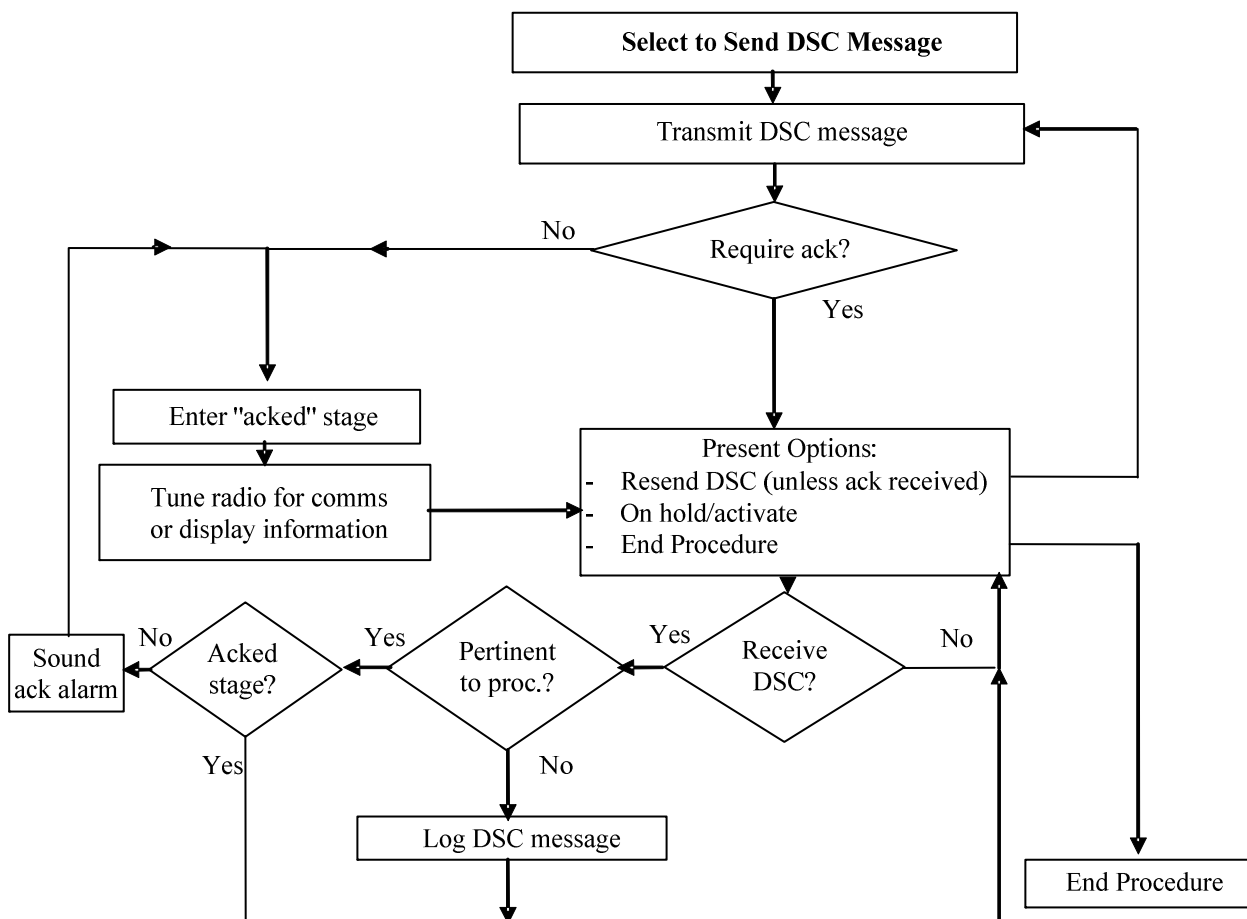 Select to Send DSC Message
Transmit DSC message
No
Require ack?
Yes
Enter "acked" stage
Tune radio for comms
or display information
Present Options:
- Resend DSC (unless ack received)
- On hold/activate
- End Procedure
Sound
ack alarm
No
Acked
stage?
Yes
Pertinent
to proc.?
Yes
Receive
DSC?
No
Yes
No
Log DSC message
End Procedure